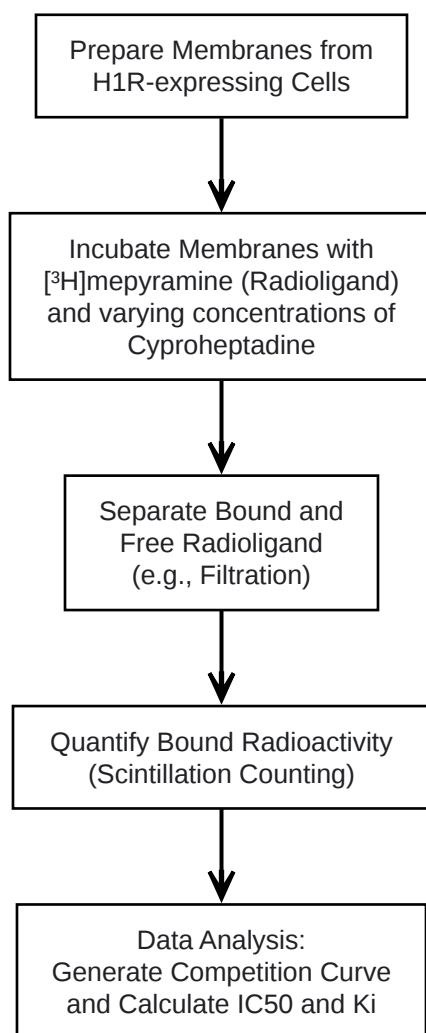 Prepare Membranes from
H1R-expressing Cells
Incubate Membranes with
[³H]mepyramine (Radioligand)
and varying concentrations of
Cyproheptadine
Separate Bound and
Free Radioligand
(e.g., Filtration)
Quantify Bound Radioactivity
(Scintillation Counting)
Data Analysis:
Generate Competition Curve
and Calculate IC50 and Ki